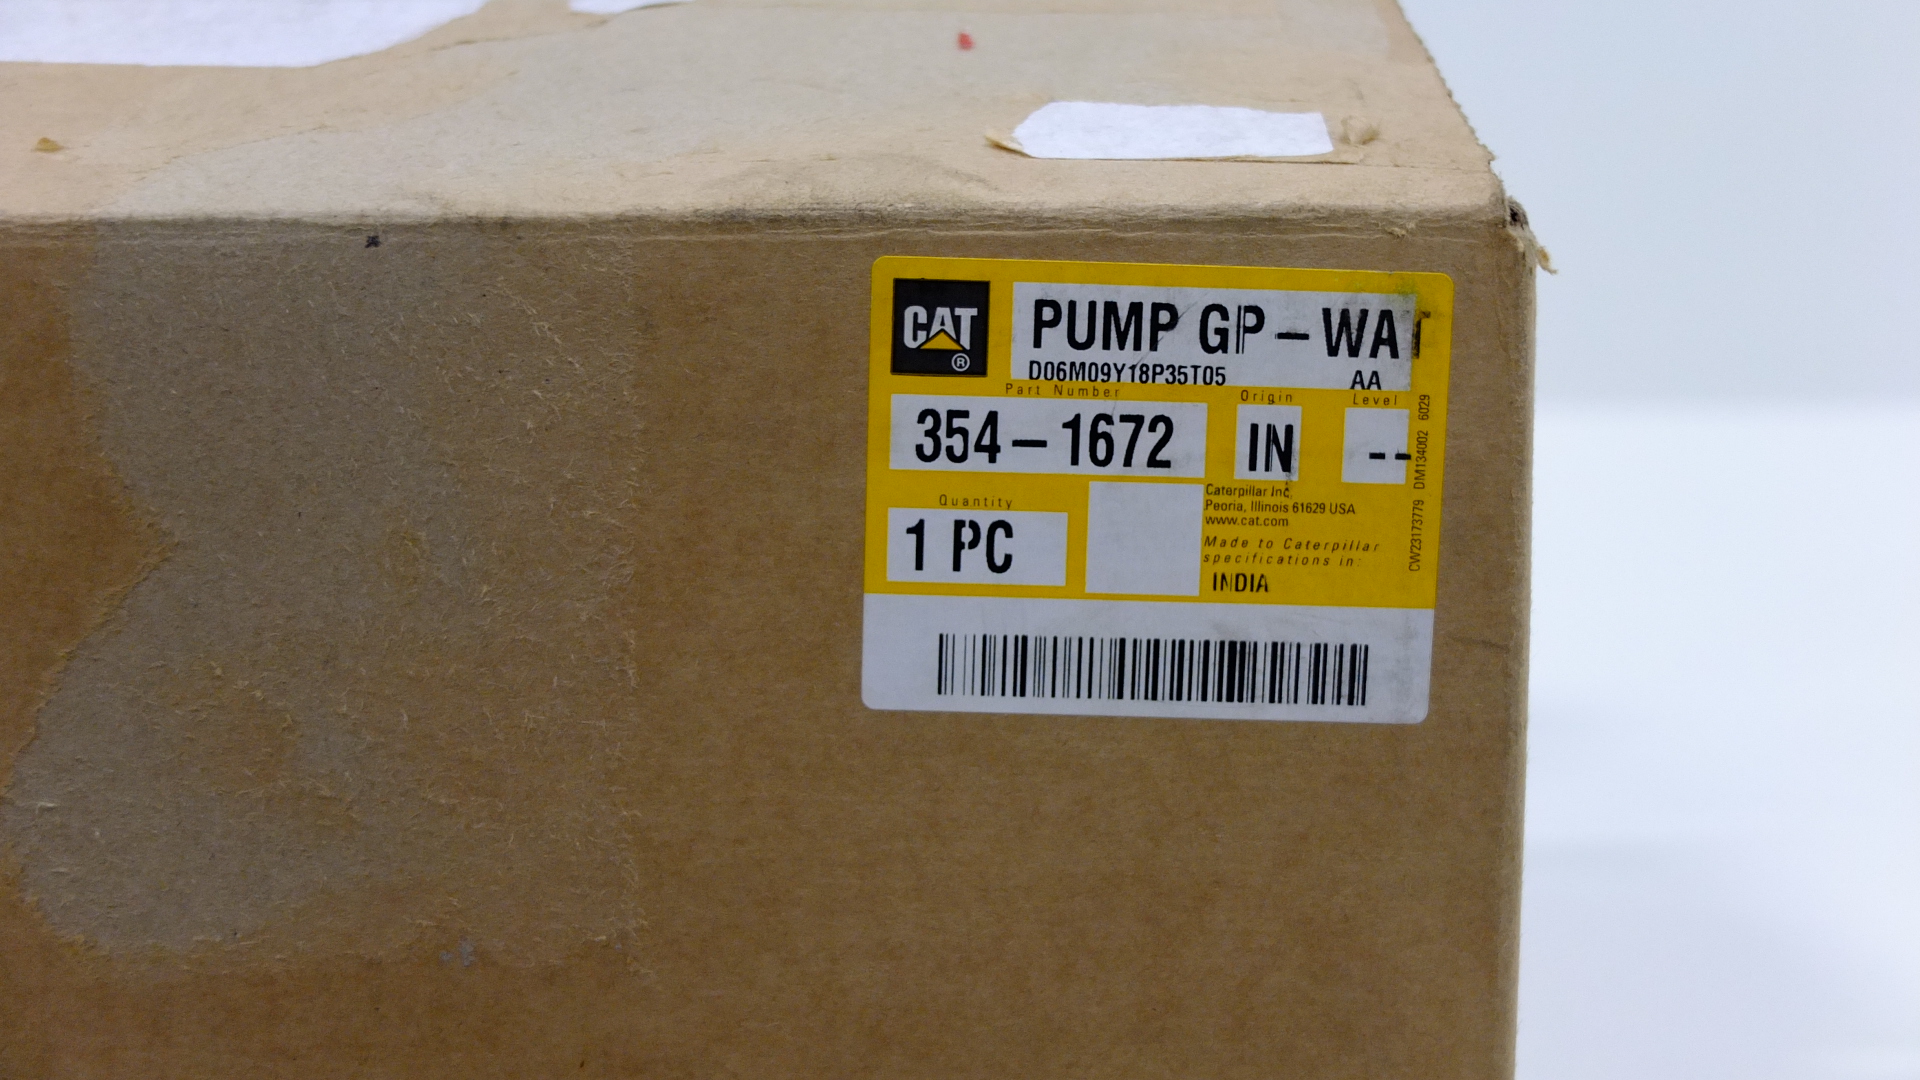 CAT
®
PUMP GP – WAT
D06M09Y18P35T05 AA
Part Number Origin Level
354–1672 IN --
Quantity
1 PC
Caterpillar Inc.
Peoria, Illinois 61629 USA
www.cat.com
Made to Caterpillar
specifications in:
INDIA
CW23173779 DM134002 6029